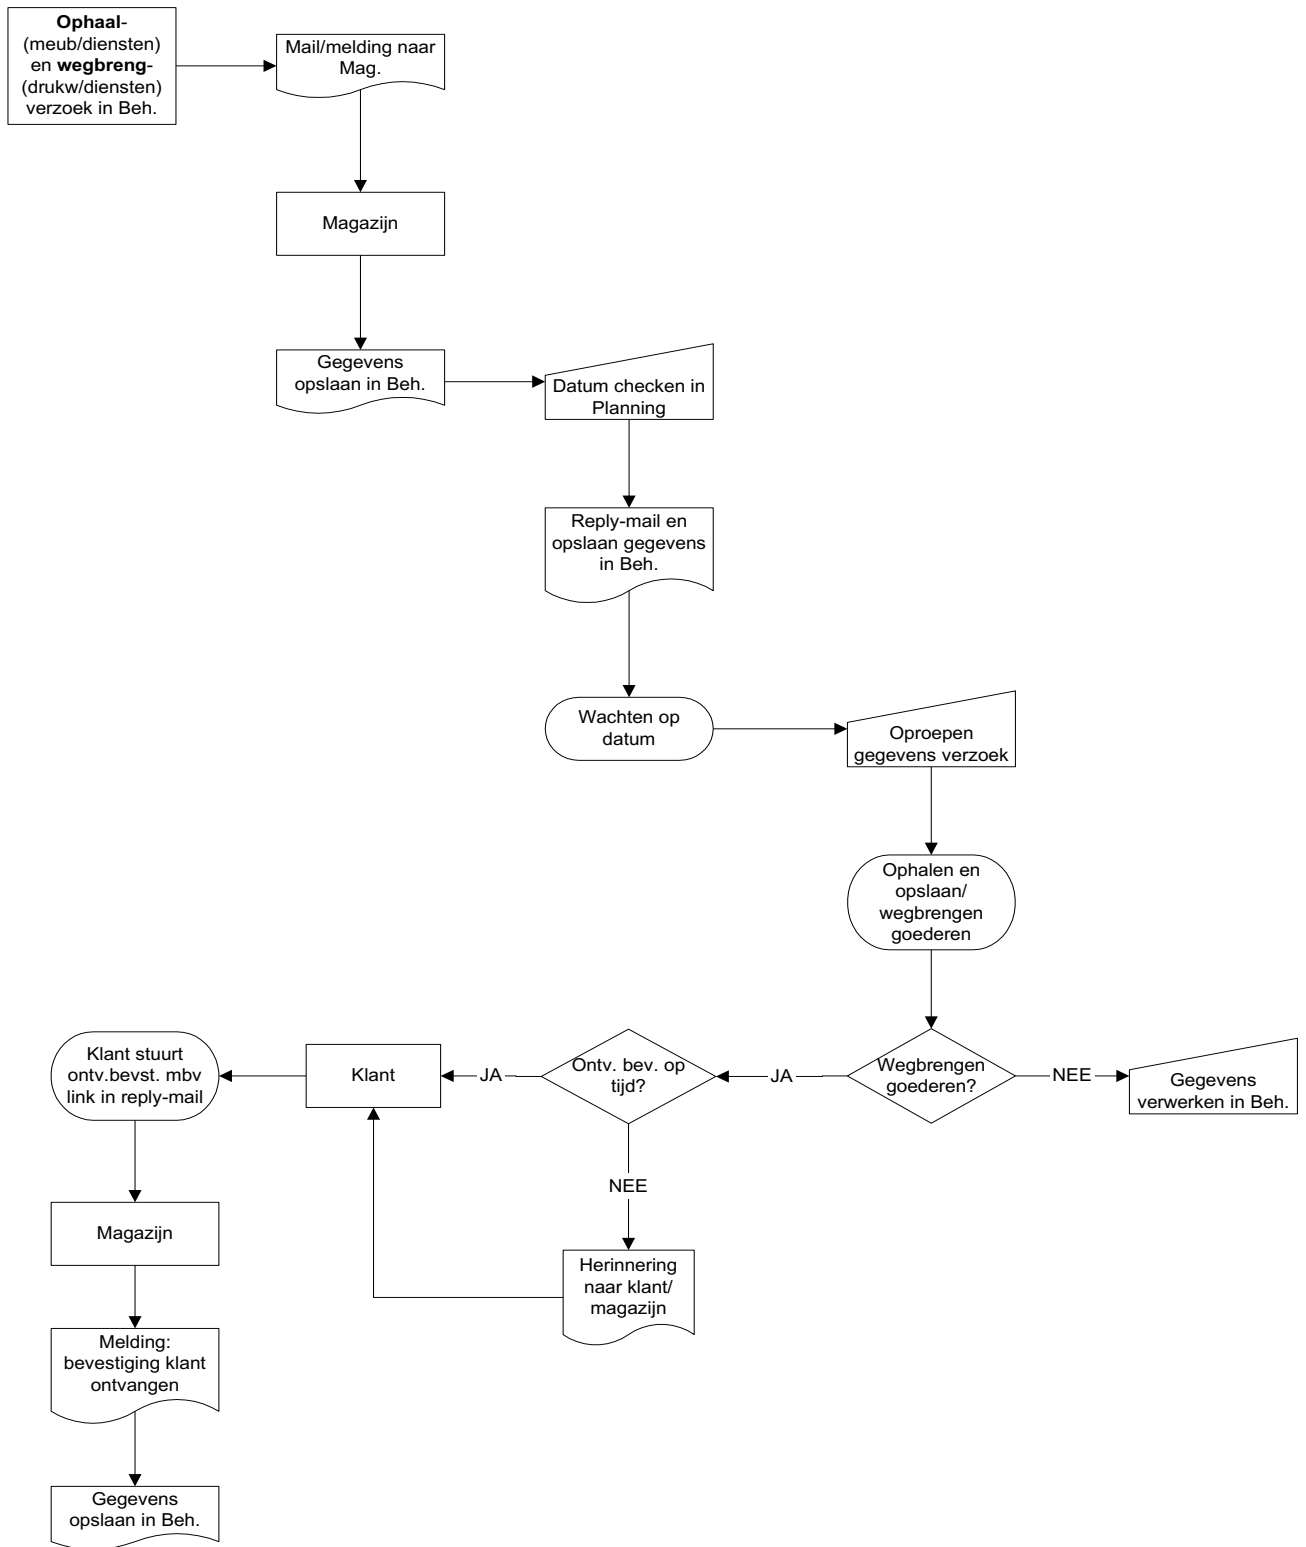 Ophaal-
(meub/diensten)
en wegbreng-
(drukw/diensten)
verzoek in Beh.
Mail/melding naar
Mag.
Magazijn
Gegevens
opslaan in Beh.
Datum checken in
Planning
Reply-mail en
opslaan gegevens
in Beh.
Wachten op
datum
Oproepen
gegevens verzoek
Ophalen en
opslaan/
wegbrengen
goederen
Wegbrengen
goederen?
NEE
Gegevens
verwerken in Beh.
JA
Ontv. bev. op
tijd?
NEE
Herinnering
naar klant/
magazijn
JA
Klant
Klant stuurt
ontv.bevst. mbv
link in reply-mail
Magazijn
Melding:
bevestiging klant
ontvangen
Gegevens
opslaan in Beh.